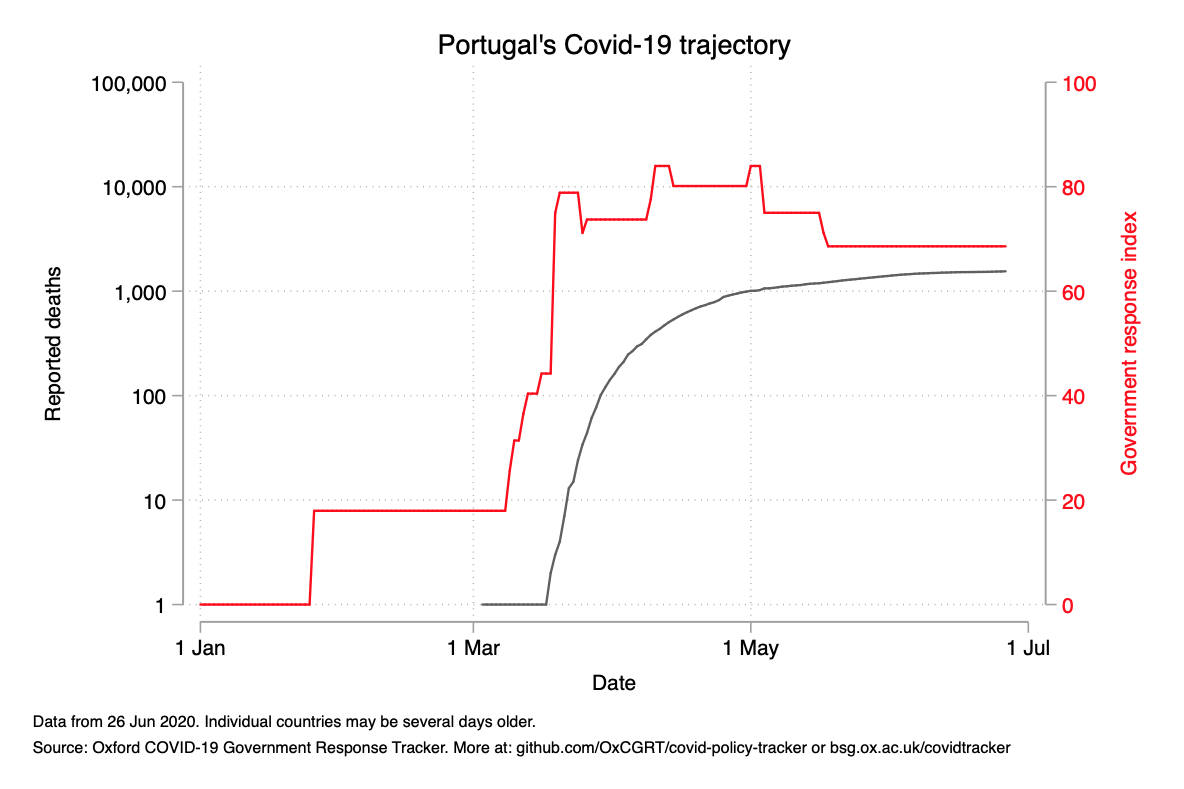 Portugal's Covid-19 trajectory
100,000
10,000
1,000
100
10
1
Reported deaths
100
80
60
40
20
0
Government response index
1 Jan
1 Mar
1 May
1 Jul
Date
Data from 26 Jun 2020. Individual countries may be several days older.
Source: Oxford COVID-19 Government Response Tracker. More at: github.com/OxCGRT/covid-policy-tracker or bsg.ox.ac.uk/covidtracker